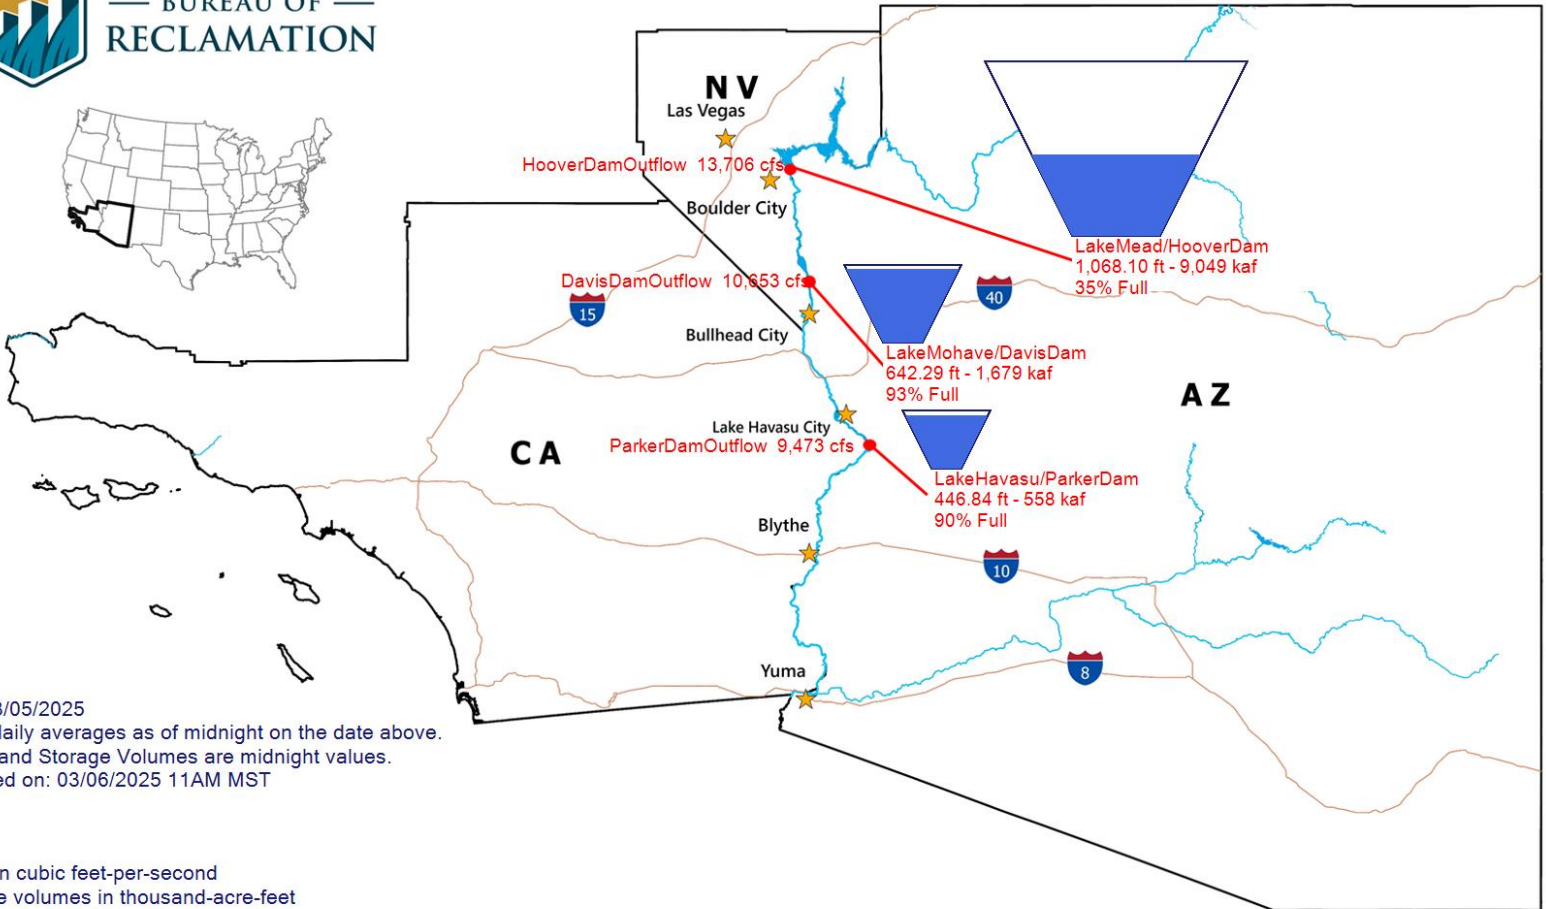 BUREAU OF
RECLAMATION
NV
Las Vegas
HooverDamOutflow 13,706 cfs
Boulder City
LakeMead/HooverDam
1,068.10 ft - 9,049 kaf
35% Full
DavisDamOutflow 10,653 cfs
15
40
Bullhead City
LakeMohave/DavisDam
642.29 ft - 1,679 kaf
93% Full
AZ
Lake Havasu City
CA
ParkerDamOutflow 9,473 cfs
LakeHavasu/ParkerDam
446.84 ft - 558 kaf
90% Full
Blythe
10
Yuma
8
3/05/2025
daily averages as of midnight on the date above.
and Storage Volumes are midnight values.
ed on: 03/06/2025 11AM MST
n cubic feet-per-second
e volumes in thousand-acre-feet